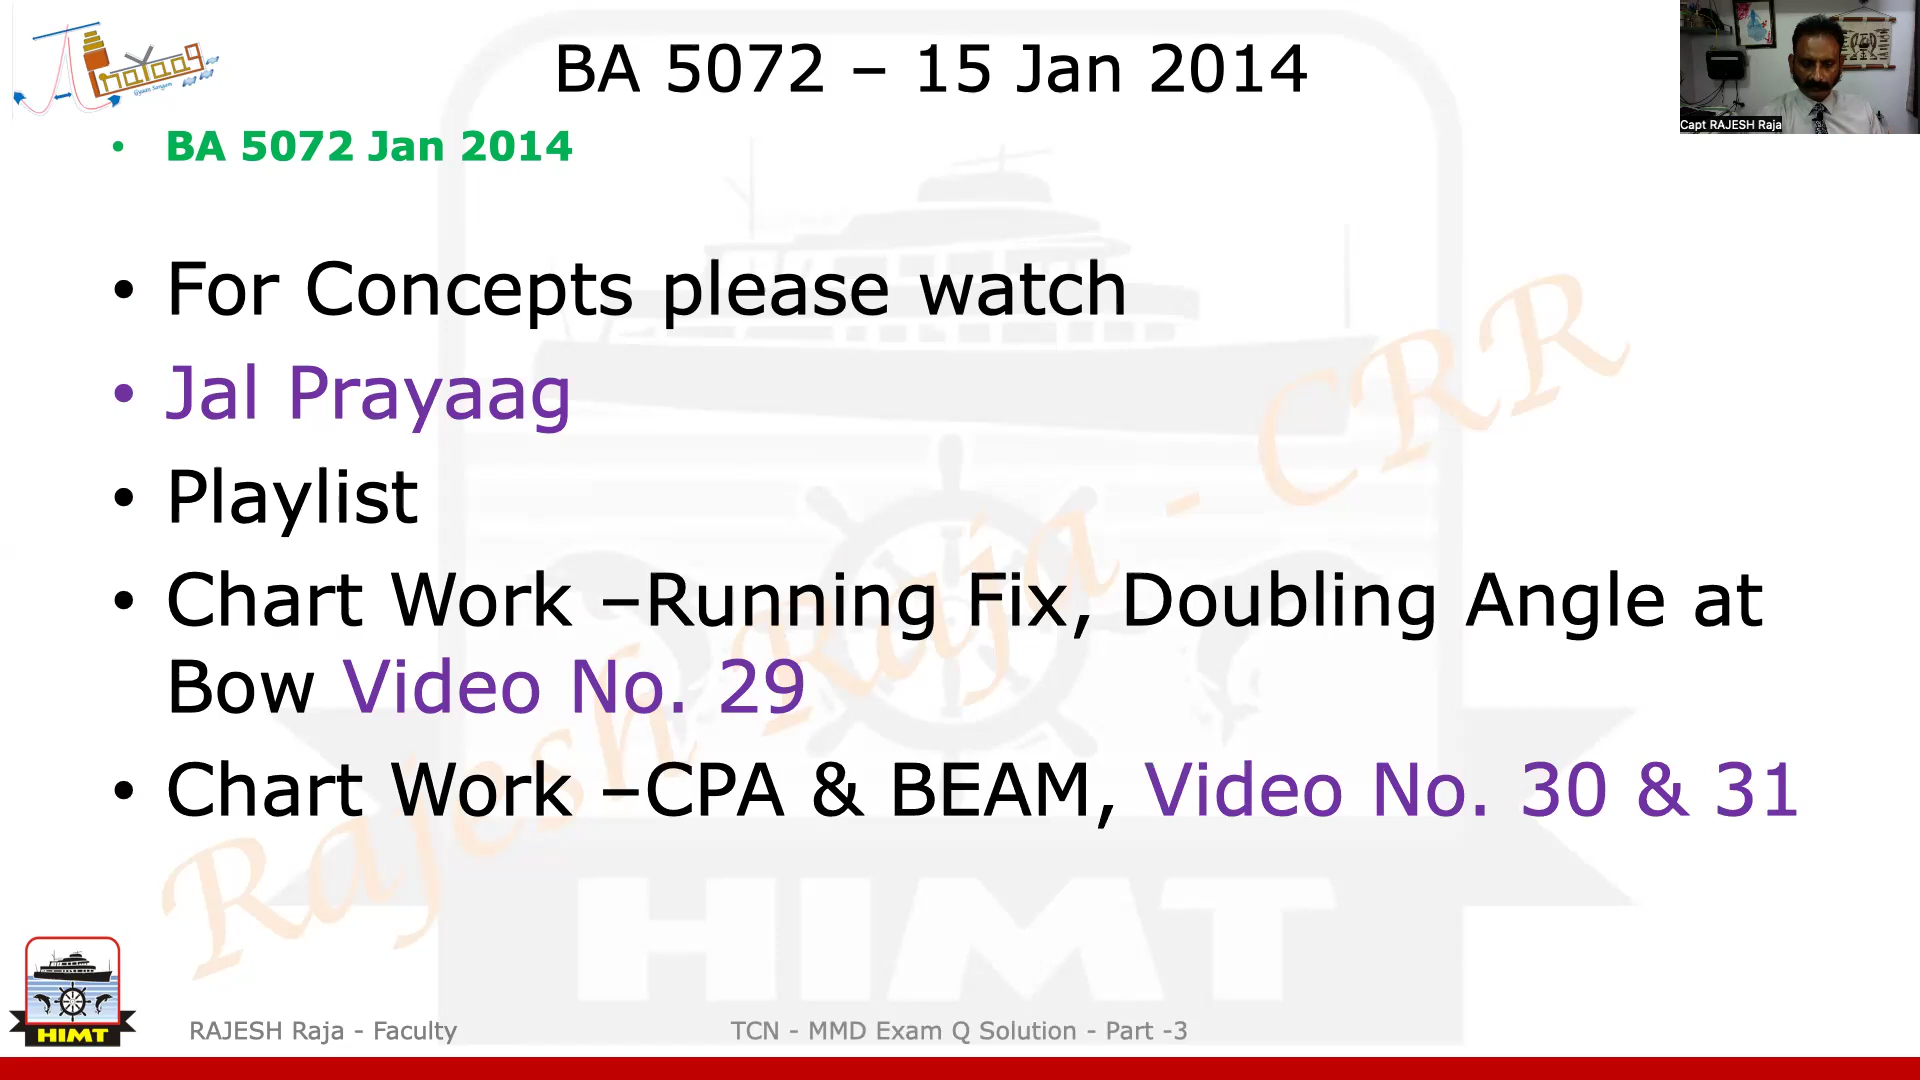 BA 5072 – 15 Jan 2014
Capt RAJESH Raja
• BA 5072 Jan 2014
• For Concepts please watch
• Jal Prayaag
• Playlist
• Chart Work –Running Fix, Doubling Angle at
Bow Video No. 29
• Chart Work –CPA & BEAM, Video No. 30 & 31
Rajesh Raja - CRR
HIMT
HIMT
RAJESH Raja - Faculty
TCN - MMD Exam Q Solution - Part -3